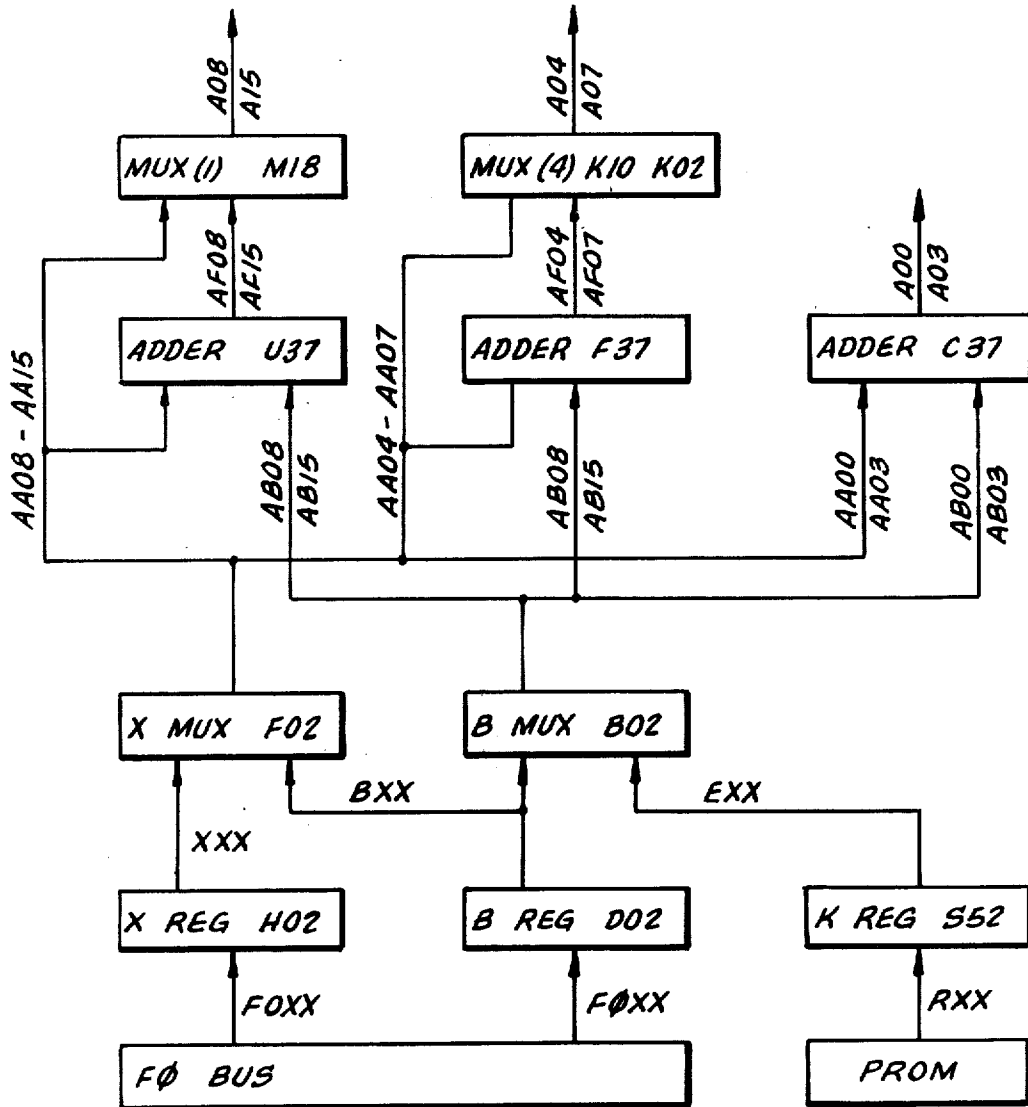 A08
A15
A04
A07
MUX (1) M18
MUX (4) K10 K02
AF08
AF15
AF04
AF07
A00
A03
AA08 - AA15
ADDER U37
AA04 - AA07
ADDER F37
ADDER C37
AB08
AB15
AB08
AB15
AA00
AA03
AB00
AB03
X MUX F02
B MUX B02
BXX
EXX
XXX
X REG H02
B REG D02
K REG S52
F0XX
FØXX
RXX
FØ BUS
PROM